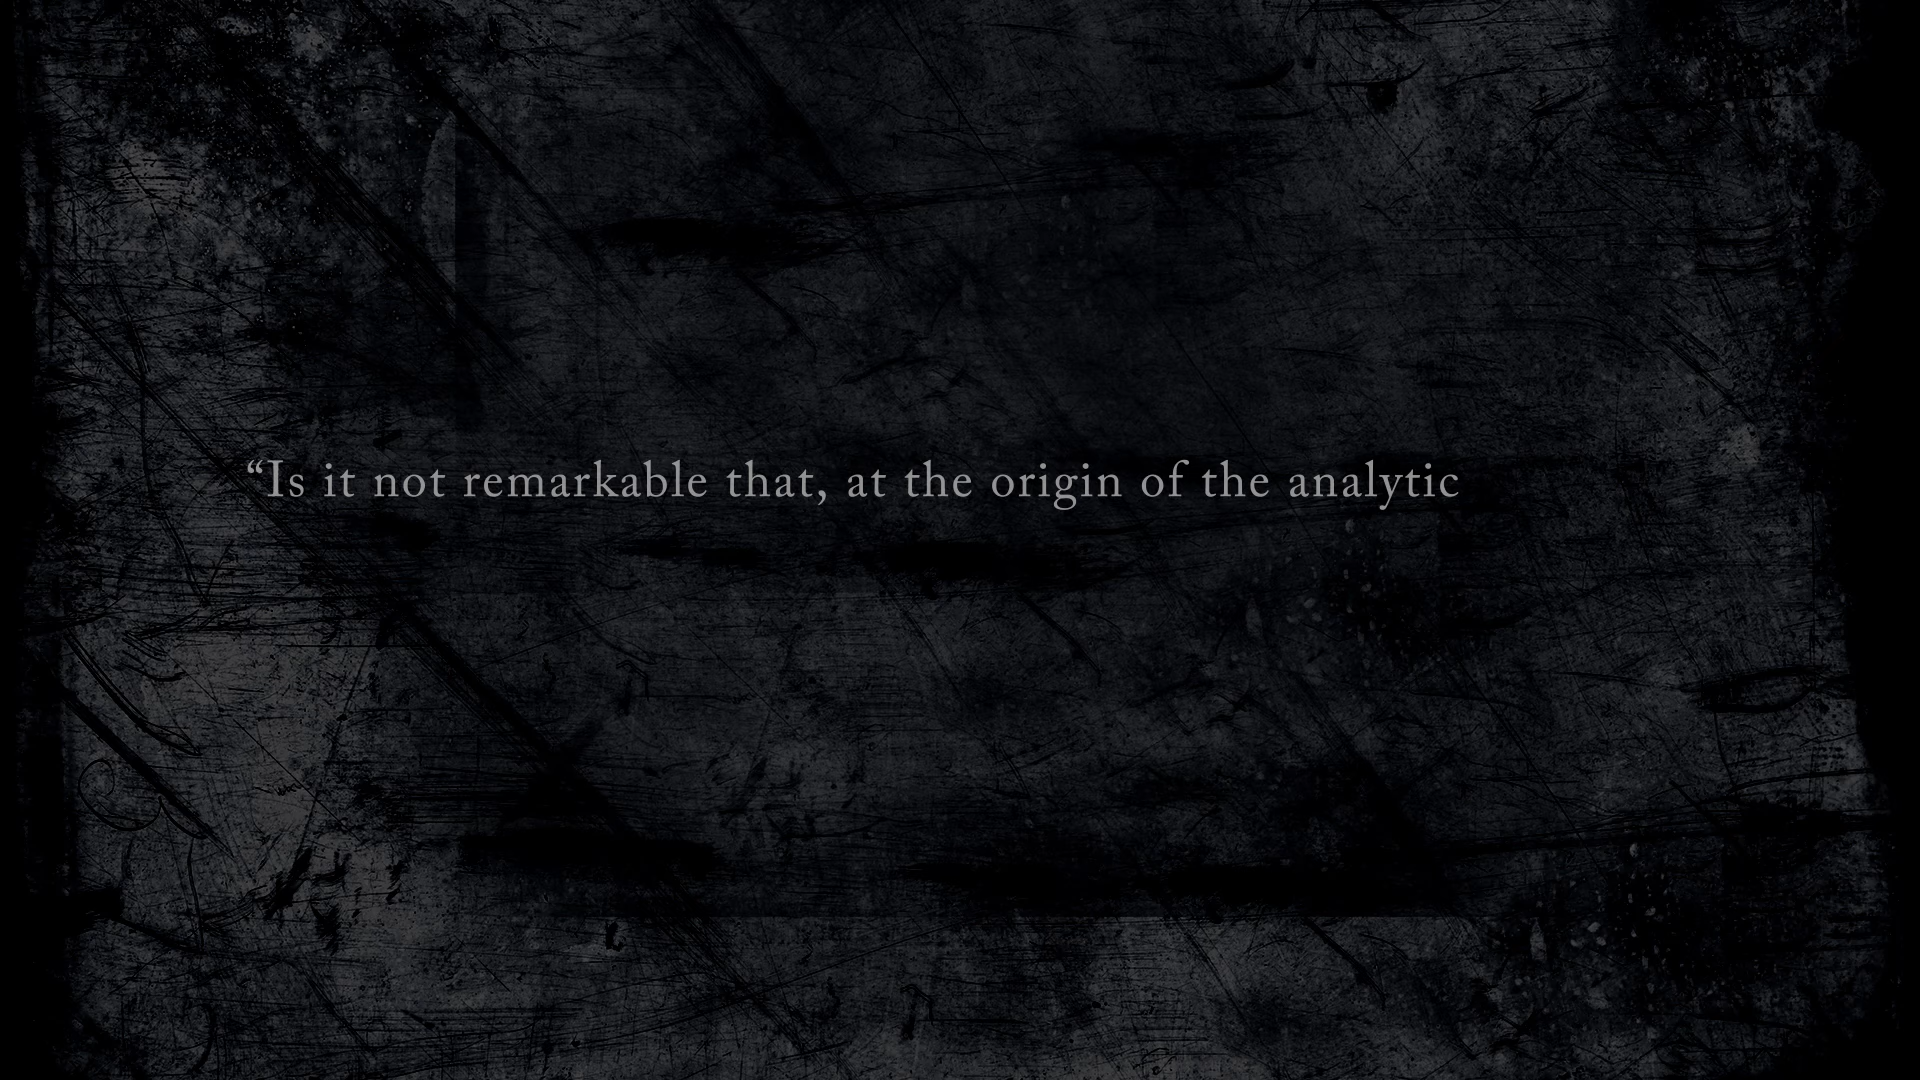 “Is it not remarkable that, at the origin of the analytic